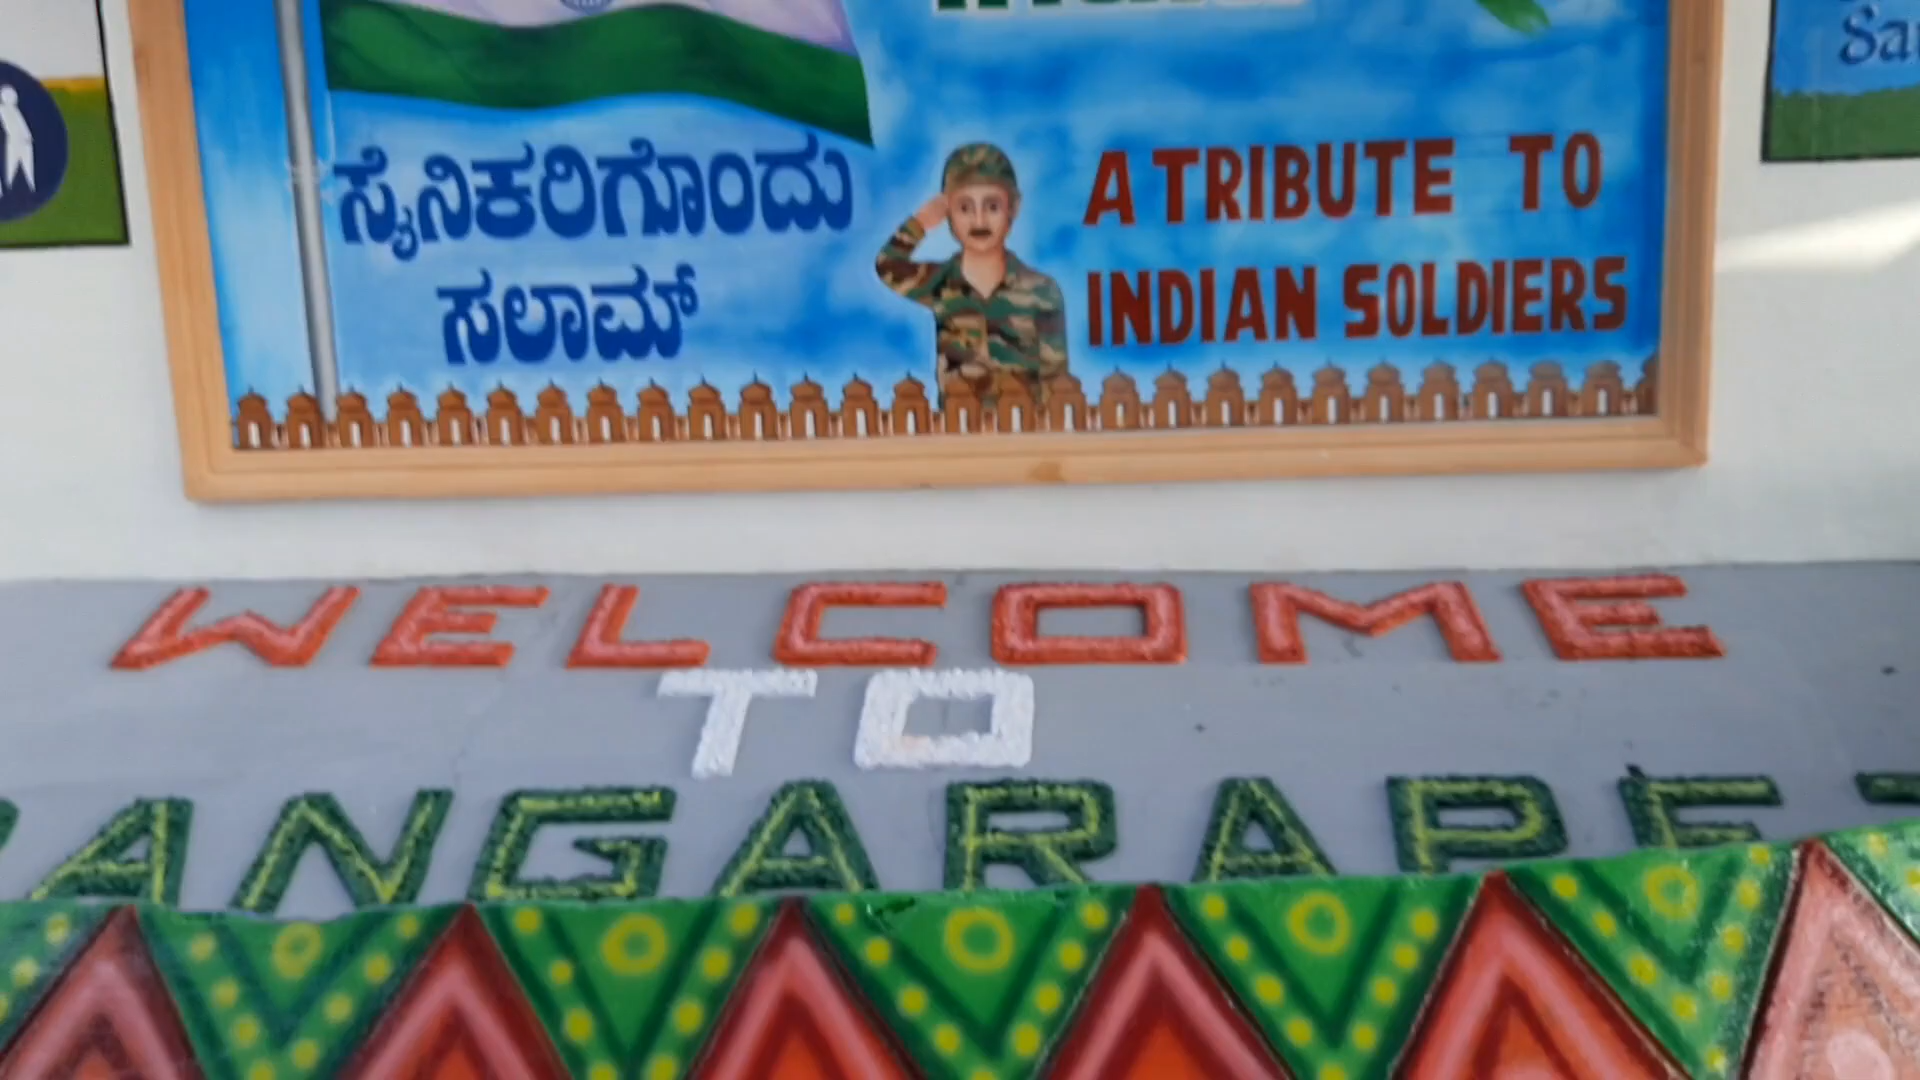 ಸೈನಿಕರಿಗೊಂದು
ಸಲಾಮ್
A TRIBUTE TO
INDIAN SOLDIERS
WELCOME
TO